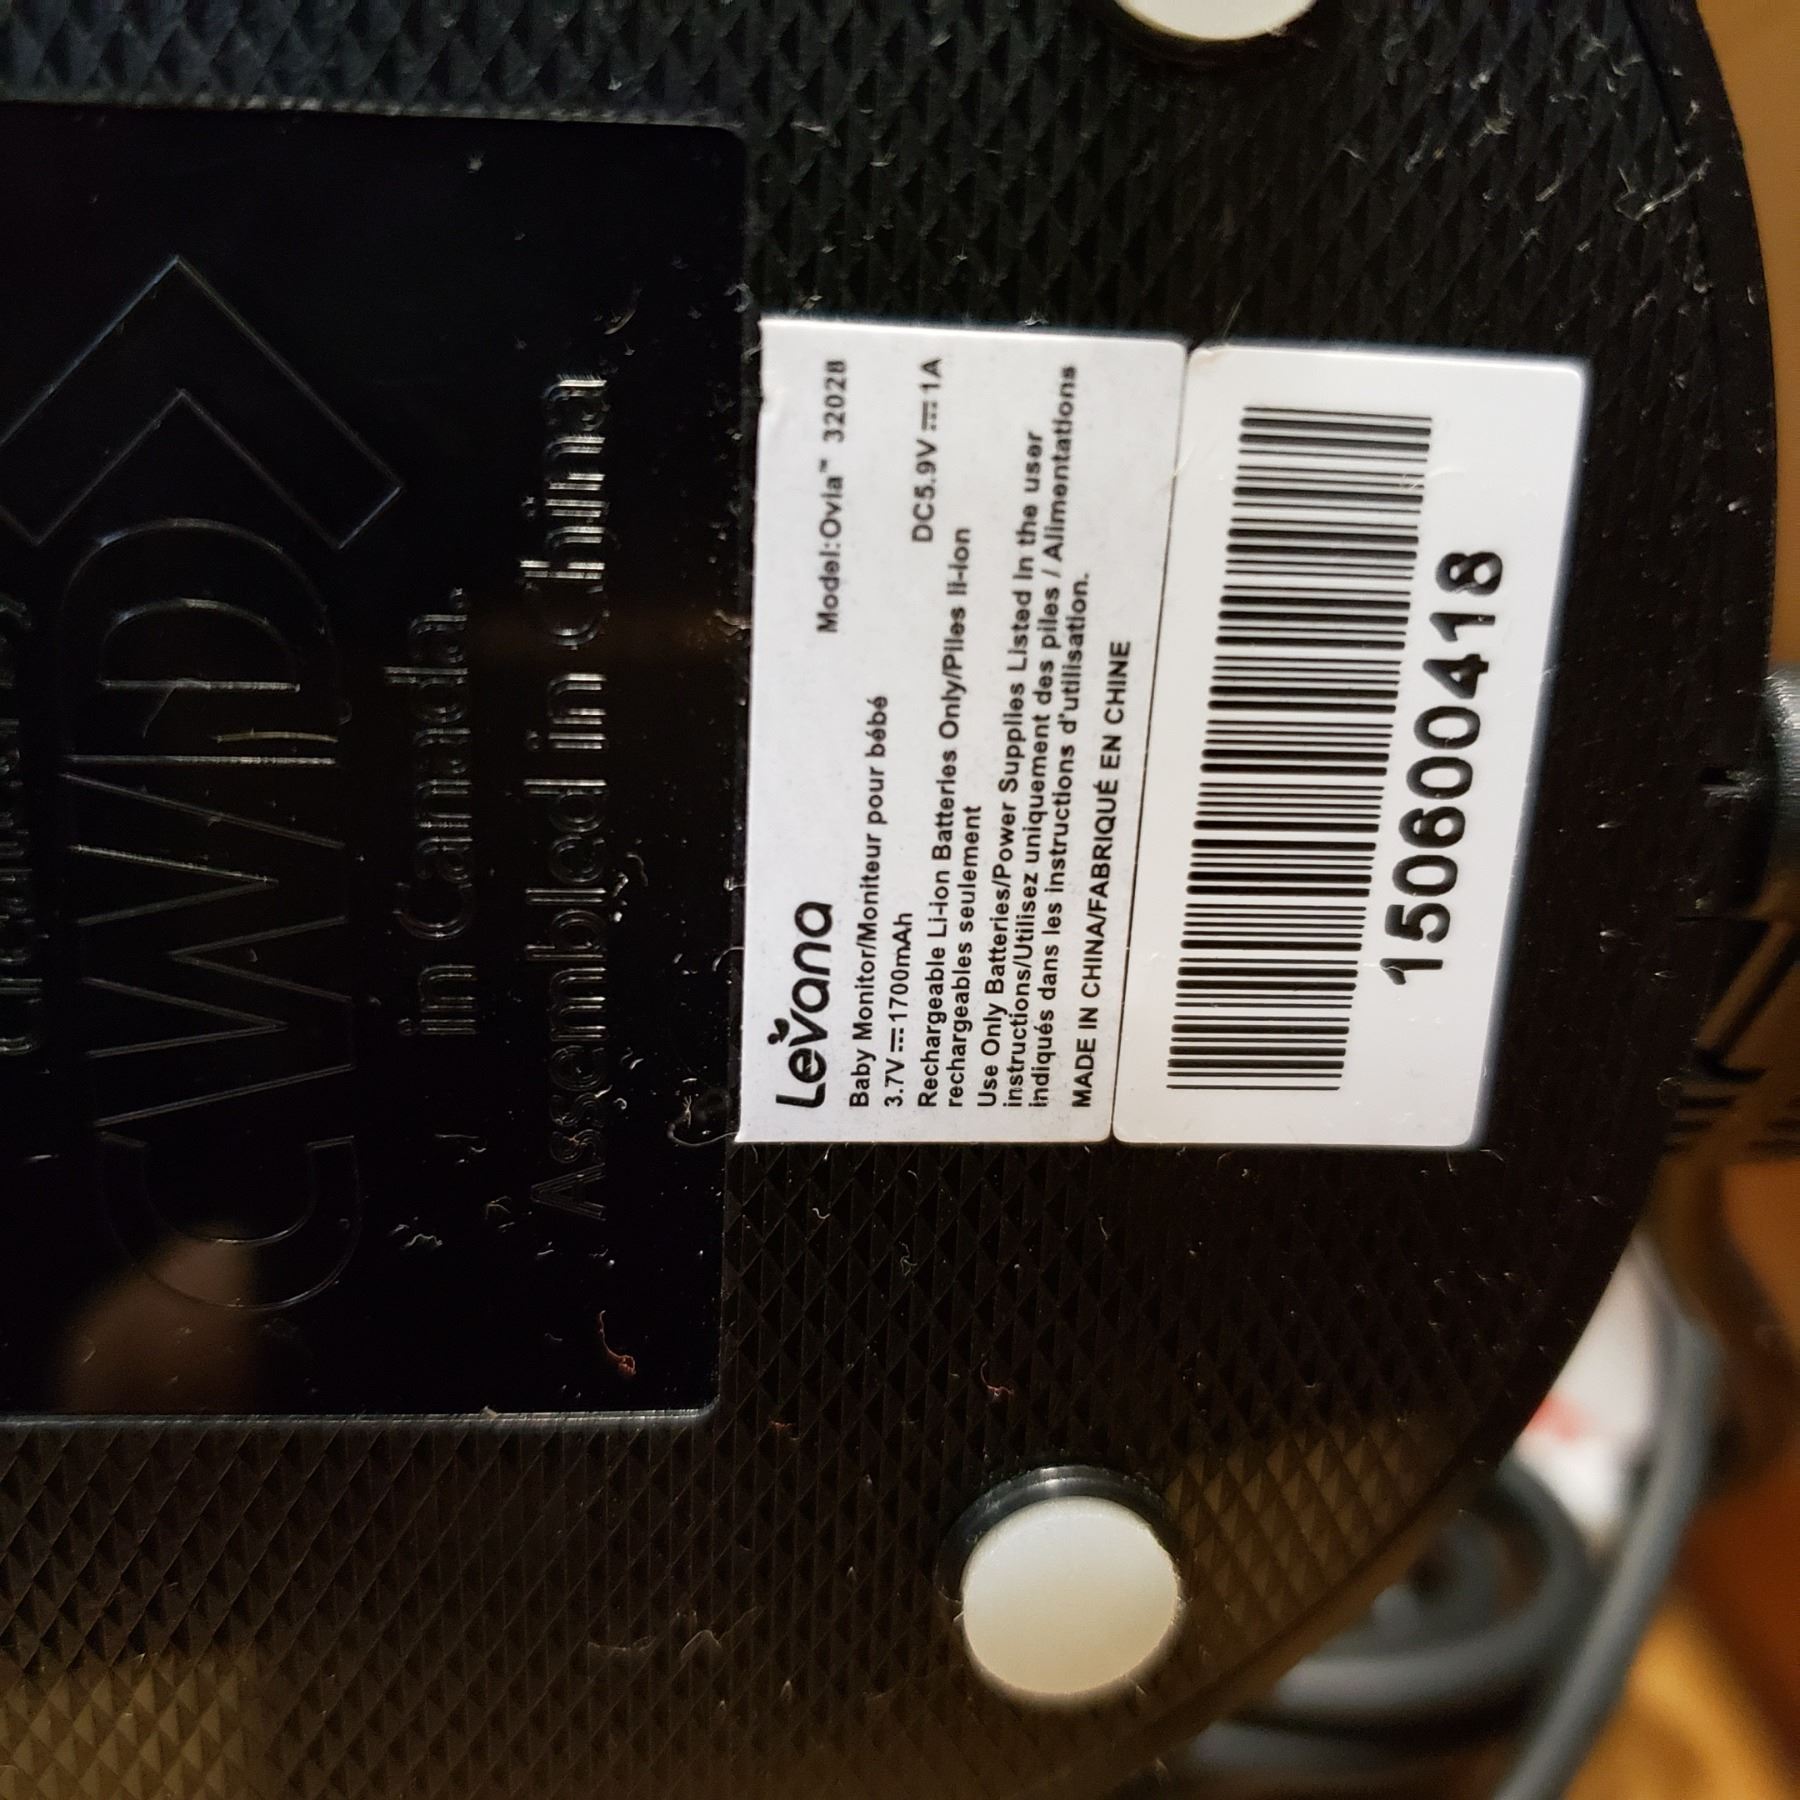 CWD
in Canada.
Assembled in China
Levana
Model:Ovia™ 32028
Baby Monitor/Moniteur pour bébé
3.7V⎓1700mAh DC5.9V⎓1A
Rechargeable Li-Ion Batteries Only/Piles li-Ion
rechargeables seulement
Use Only Batteries/Power Supplies Listed in the user
instructions/Utilisez uniquement des piles / Alimentations
indiqués dans les instructions d'utilisation.
MADE IN CHINA/FABRIQUÉ EN CHINE
150600418